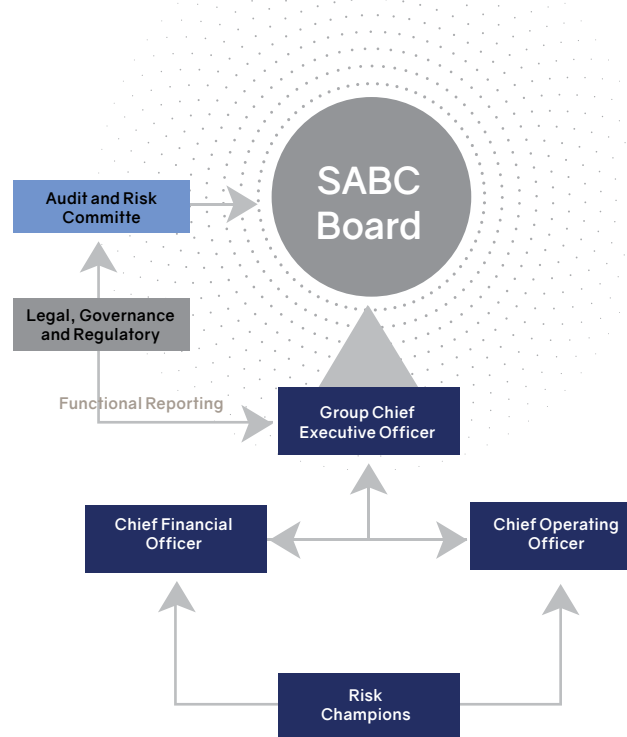 SABC
Board
Audit and Risk
Committe
Legal, Governance
and Regulatory
Functional Reporting
Group Chief
Executive Officer
Chief Financial
Officer
Chief Operating
Officer
Risk
Champions